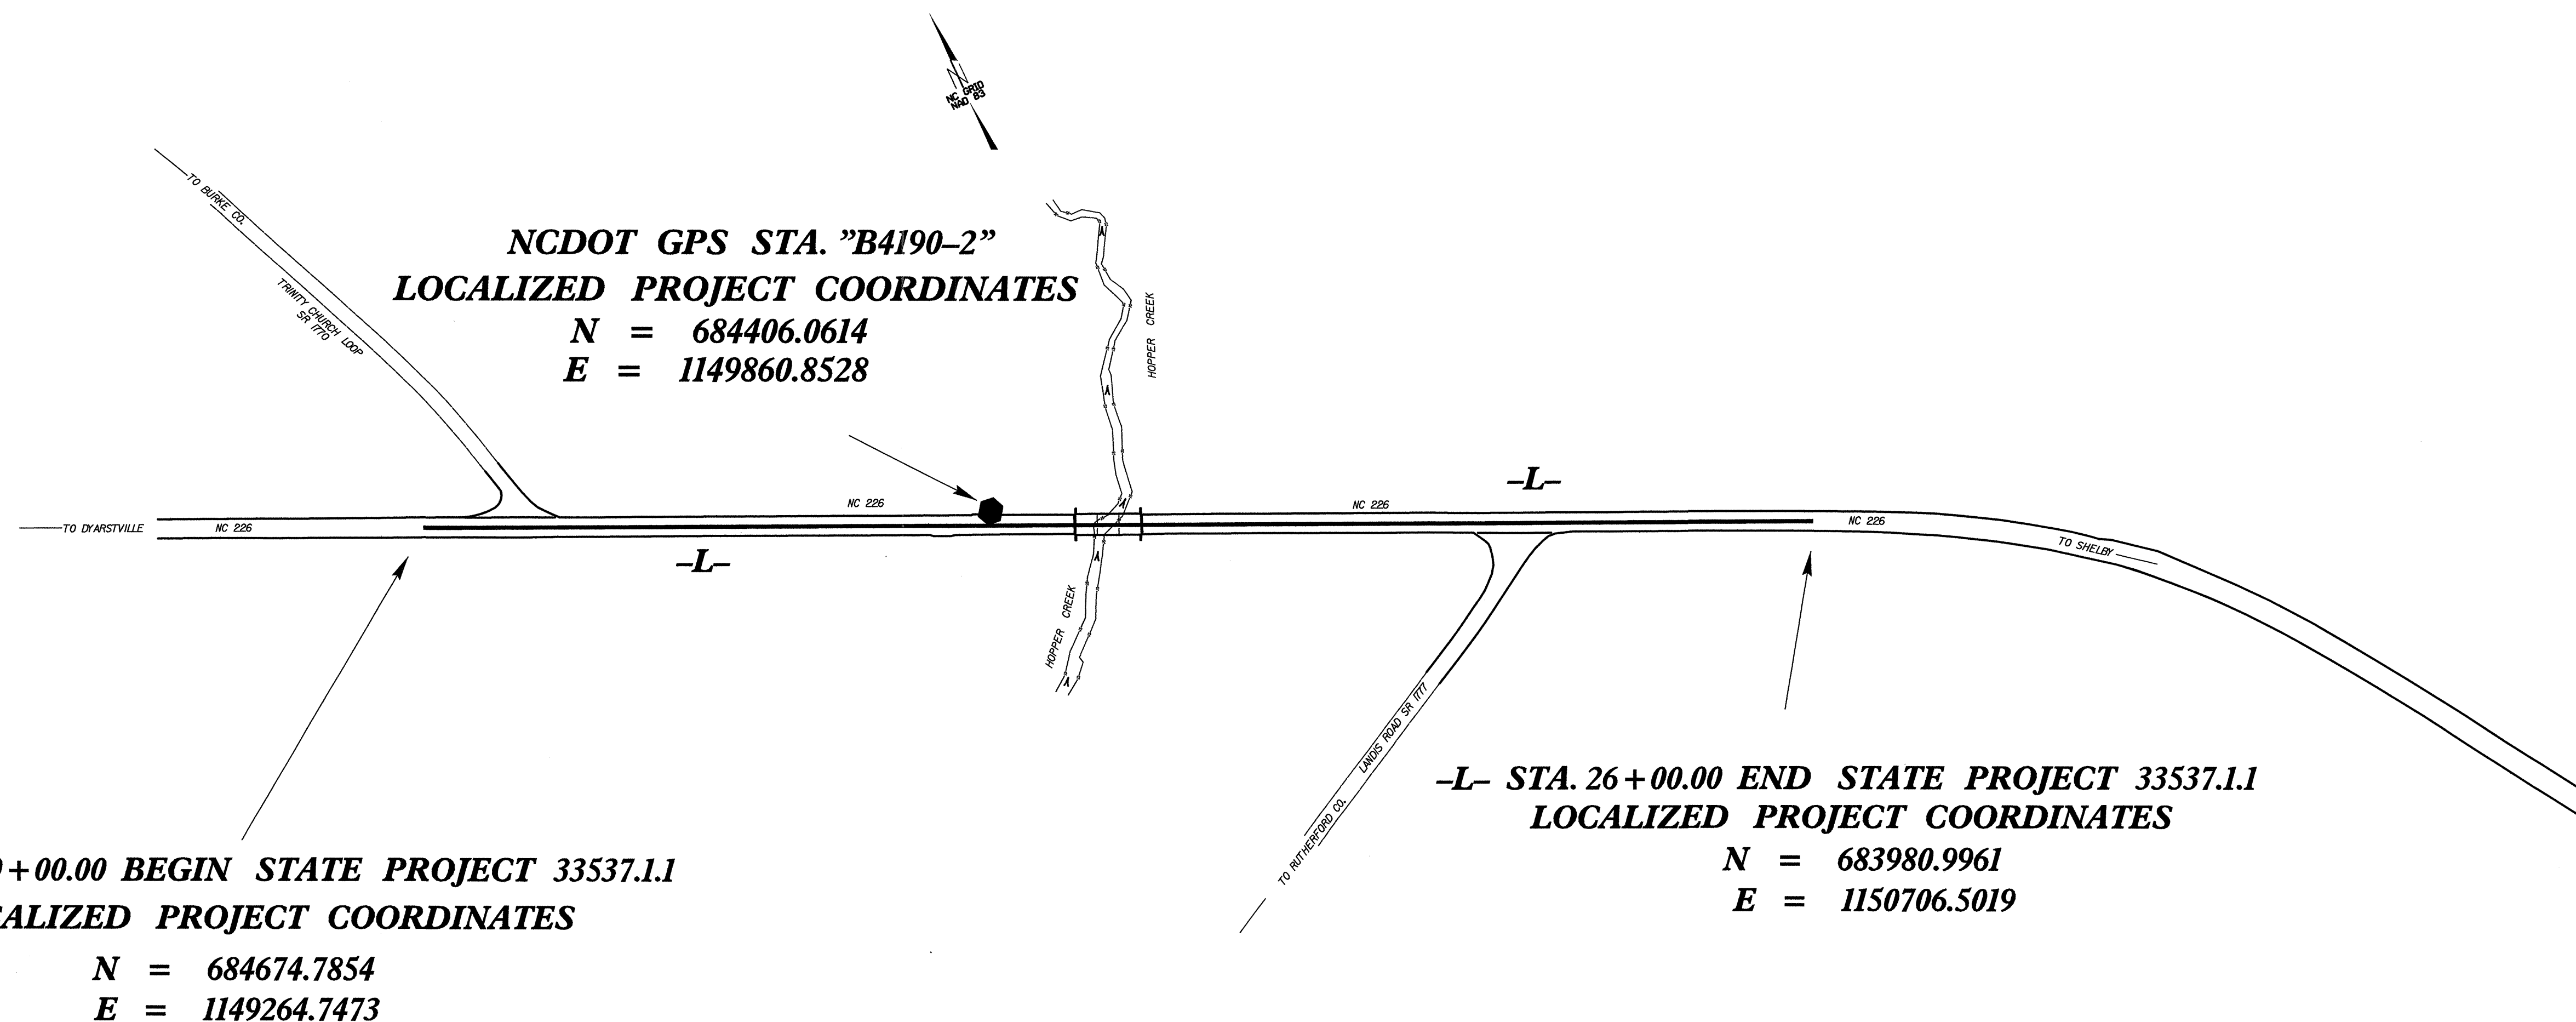 NC GRID
NAD 83
TO BURKE CO.
TRINITY CHURCH LOOP
SR 1770
NCDOT GPS STA. "B4190–2"
LOCALIZED PROJECT COORDINATES
N = 684406.0614
E = 1149860.8528
HOPPER CREEK
–L–
NC 226
NC 226
NC 226
TO DYARSTVILLE
NC 226
TO SHELBY
–L–
HOPPER CREEK
LANDIS ROAD SR 1777
TO RUTHERFORD CO.
–L– STA. 26+00.00 END STATE PROJECT 33537.1.1
LOCALIZED PROJECT COORDINATES
N = 683980.9961
E = 1150706.5019
+00.00 BEGIN STATE PROJECT 33537.1.1
ALIZED PROJECT COORDINATES
N = 684674.7854
E = 1149264.7473